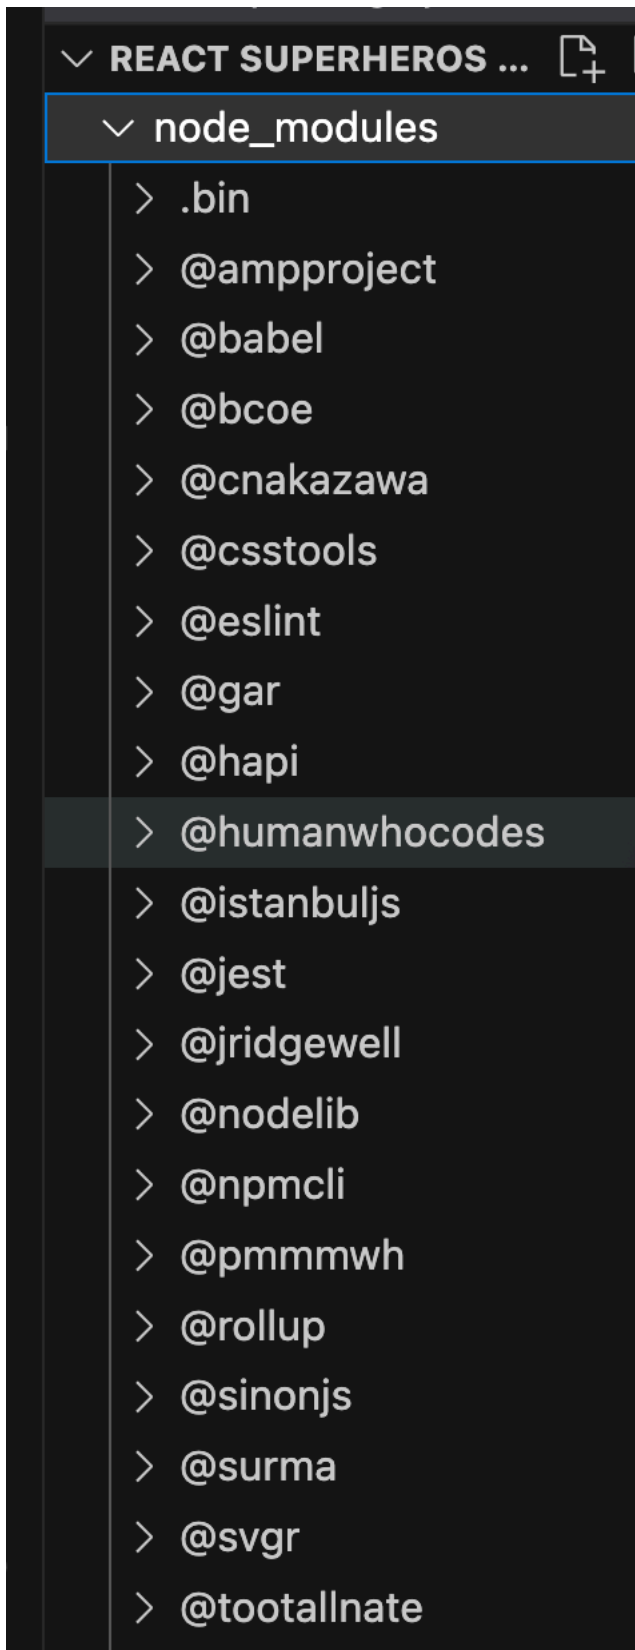 REACT SUPERHEROS ...
node_modules
.bin
@ampproject
@babel
@bcoe
@cnakazawa
@csstools
@eslint
@gar
@hapi
@humanwhocodes
@istanbuljs
@jest
@jridgewell
@nodelib
@npmcli
@pmmmwh
@rollup
@sinonjs
@surma
@svgr
@tootallnate